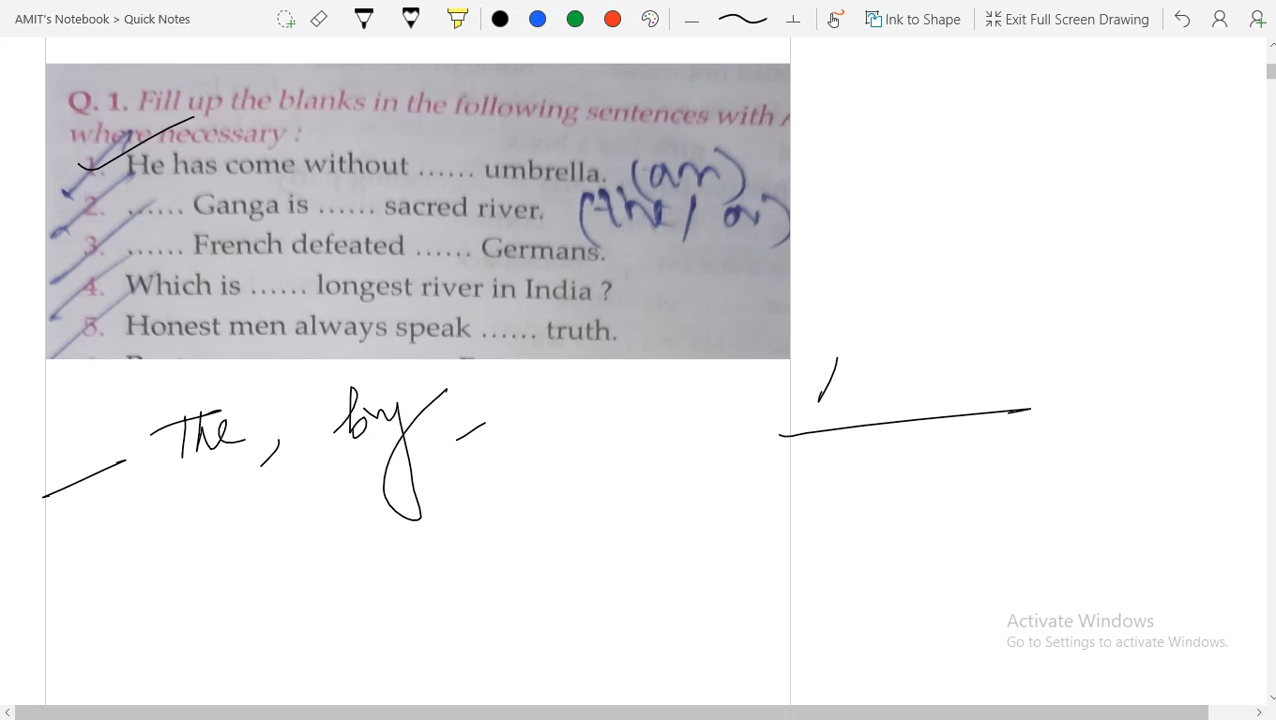 AMIT's Notebook > Quick Notes
Ink to Shape
Exit Full Screen Drawing
Q. 1. Fill up the blanks in the following sentences with
where necessary :
1. He has come without ...... umbrella. (an)
2. ...... Ganga is ...... sacred river. (the / a)
3. ...... French defeated ...... Germans.
4. Which is ...... longest river in India ?
5. Honest men always speak ...... truth.
The,
Activate Windows
Go to Settings to activate Windows.